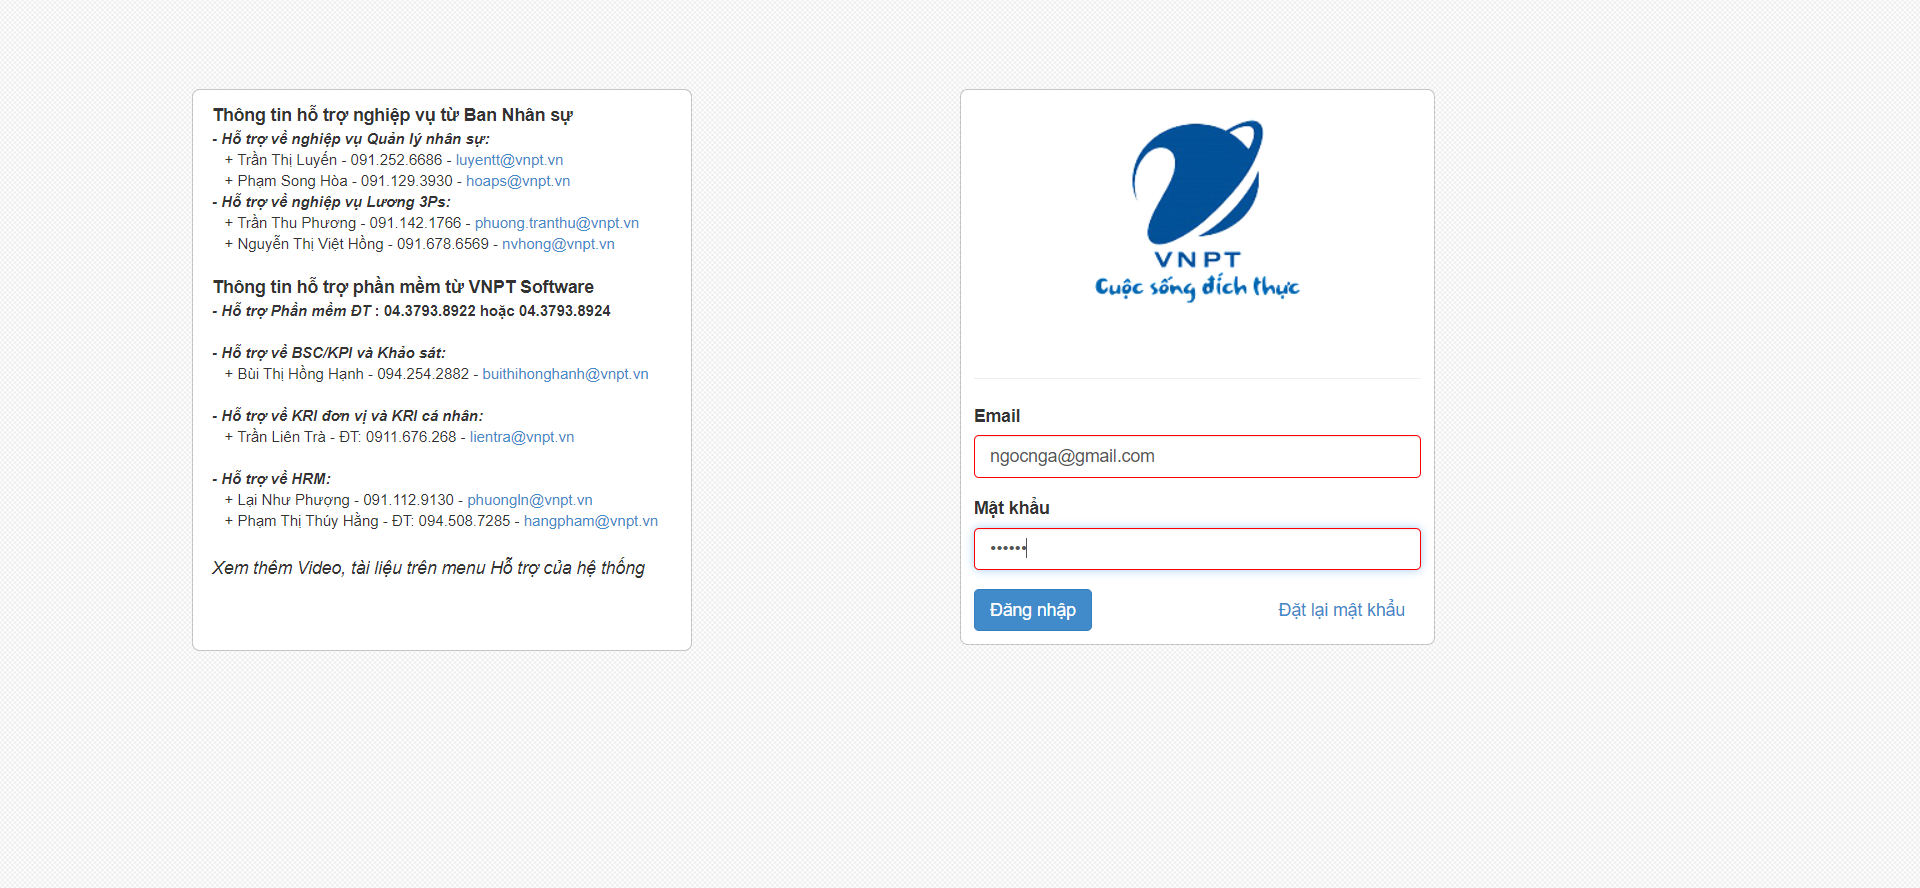 Thông tin hỗ trợ nghiệp vụ từ Ban Nhân sự
- Hỗ trợ về nghiệp vụ Quản lý nhân sự:
+ Trần Thị Luyến - 091.252.6686 - luyentt@vnpt.vn
+ Phạm Song Hòa - 091.129.3930 - hoaps@vnpt.vn
- Hỗ trợ về nghiệp vụ Lương 3Ps:
+ Trần Thu Phương - 091.142.1766 - phuong.tranthu@vnpt.vn
+ Nguyễn Thị Việt Hồng - 091.678.6569 - nvhong@vnpt.vn
Thông tin hỗ trợ phần mềm từ VNPT Software
- Hỗ trợ Phần mềm ĐT : 04.3793.8922 hoặc 04.3793.8924
- Hỗ trợ về BSC/KPI và Khảo sát:
+ Bùi Thị Hồng Hạnh - 094.254.2882 - buithihonghanh@vnpt.vn
- Hỗ trợ về KRI đơn vị và KRI cá nhân:
+ Trần Liên Trà - ĐT: 0911.676.268 - lientra@vnpt.vn
- Hỗ trợ về HRM:
+ Lại Như Phượng - 091.112.9130 - phuongln@vnpt.vn
+ Phạm Thị Thúy Hằng - ĐT: 094.508.7285 - hangpham@vnpt.vn
Xem thêm Video, tài liệu trên menu Hỗ trợ của hệ thống
VNPT
Cuộc sống đích thực
Email
ngocnga@gmail.com
Mật khẩu
••••••
Đăng nhập
Đặt lại mật khẩu